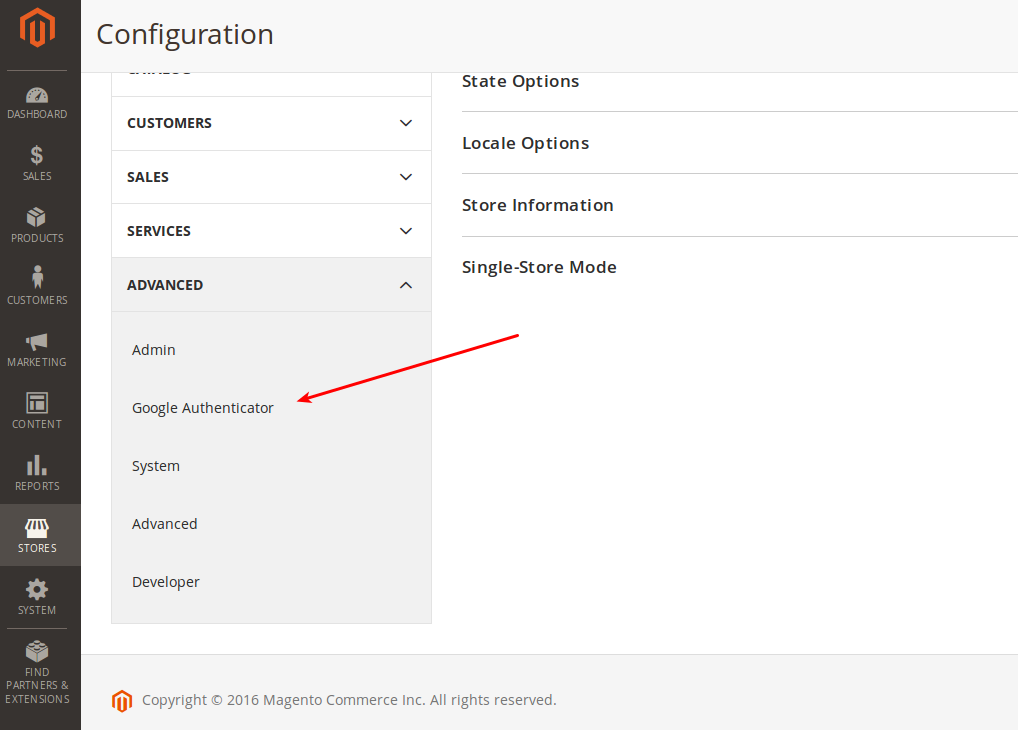 Configuration
DASHBOARD
SALES
PRODUCTS
CUSTOMERS
MARKETING
CONTENT
REPORTS
STORES
SYSTEM
FIND
PARTNERS &
EXTENSIONS
CUSTOMERS
SALES
SERVICES
ADVANCED
Admin
Google Authenticator
System
Advanced
Developer
State Options
Locale Options
Store Information
Single-Store Mode
Copyright © 2016 Magento Commerce Inc. All rights reserved.